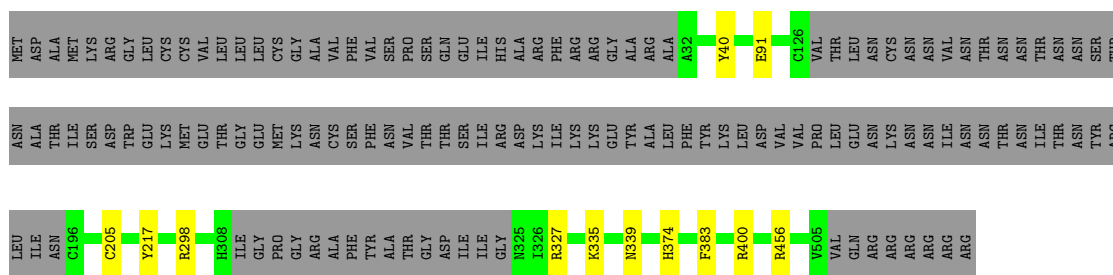 MET ASP ALA MET LYS ARG GLY LEU CYS CYS VAL LEU LEU LEU CYS GLY ALA VAL PHE VAL SER PRO SER GLN GLU ILE HIS ALA ARG PHE ARG ARG GLY ALA ARG ALA A32 Y40 E91 C126 VAL THR LEU ASN CYS ASN ASN VAL ASN THR ASN ASN THR ASN ASN SER
ASN ALA THR ILE SER ASP TRP GLU LYS MET GLU THR GLY GLU MET LYS ASN CYS SER PHE ASN VAL THR THR SER ILE ARG ASP LYS ILE LYS LYS GLU TYR ALA LEU PHE TYR LYS LEU ASP VAL VAL PRO LEU GLU ASN LYS ASN ASN ILE ASN ASN THR ASN ILE THR ASN TYR
LEU ILE ASN C196 C205 Y217 R298 H308 ILE GLY PRO GLY ARG ALA PHE TYR ALA THR GLY ASP ILE ILE GLY N325 I326 R327 K335 N339 H374 F383 R400 R456 V505 VAL GLN ARG ARG ARG ARG ARG ARG